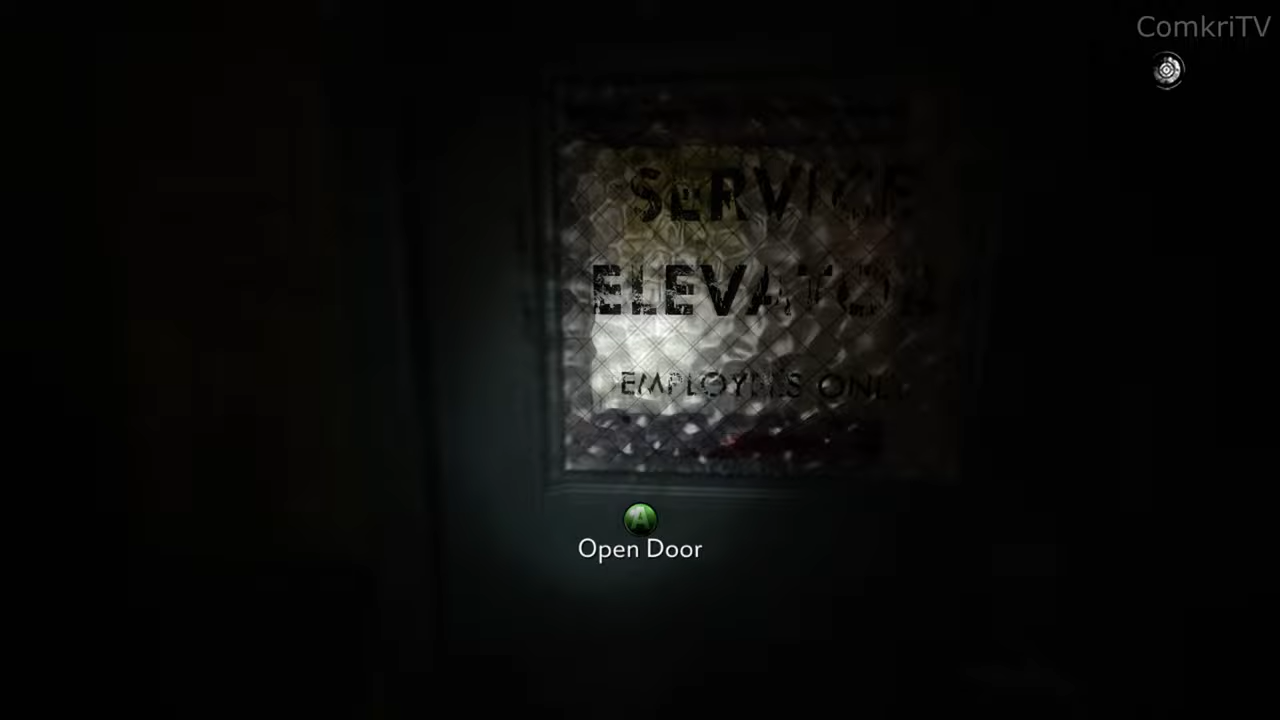 ComkriTV
SERVICE
ELEVATOR
EMPLOYEES ONLY
A
Open Door